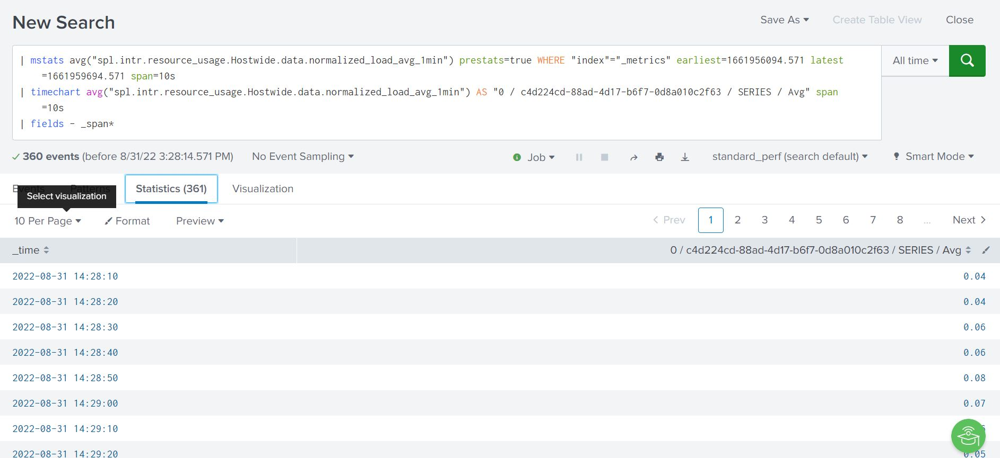 New Search
Save As
Create Table View
Close
| mstats avg("spl.intr.resource_usage.Hostwide.data.normalized_load_avg_1min") prestats=true WHERE "index"="_metrics" earliest=1661956094.571 latest
=1661959694.571 span=10s
| timechart avg("spl.intr.resource_usage.Hostwide.data.normalized_load_avg_1min") AS "0 / c4d224cd-88ad-4d17-b6f7-0d8a010c2f63 / SERIES / Avg" span
=10s
| fields - _span*
All time
360 events (before 8/31/22 3:28:14.571 PM)
No Event Sampling
Job
standard_perf (search default)
Smart Mode
Events
Patterns
Statistics (361)
Visualization
Select visualization
10 Per Page
Format
Preview
< Prev 1 2 3 4 5 6 7 8 ... Next >
_time
0 / c4d224cd-88ad-4d17-b6f7-0d8a010c2f63 / SERIES / Avg
2022-08-31 14:28:10 0.04
2022-08-31 14:28:20 0.04
2022-08-31 14:28:30 0.06
2022-08-31 14:28:40 0.06
2022-08-31 14:28:50 0.08
2022-08-31 14:29:00 0.07
2022-08-31 14:29:10
2022-08-31 14:29:20 0.05